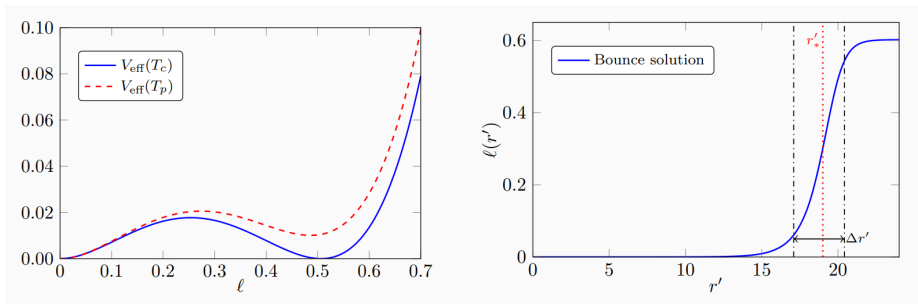 0.10
0.08
0.06
0.04
0.02
0.00
V_eff(T_c)
V_eff(T_p)
0 0.1 0.2 0.3 0.4 0.5 0.6 0.7
ℓ
0.6
0.4
0.2
0
ℓ(r′)
Bounce solution
r′_*
Δr′
0 5 10 15 20
r′